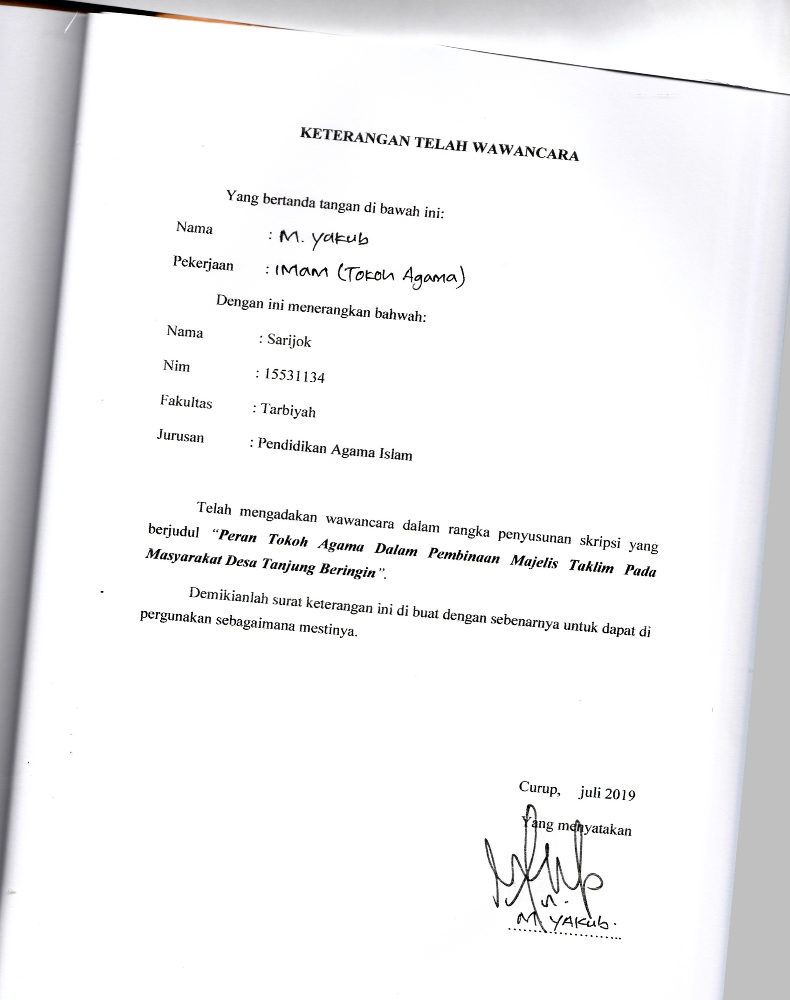 KETERANGAN TELAH WAWANCARA
Yang bertanda tangan di bawah ini:
Nama : M. Yakub
Pekerjaan : IMam (Tokoh Agama)
Dengan ini menerangkan bahwah:
Nama : Sarijok
Nim : 15531134
Fakultas : Tarbiyah
Jurusan : Pendidikan Agama Islam
Telah mengadakan wawancara dalam rangka penyusunan skripsi yang
berjudul “Peran Tokoh Agama Dalam Pembinaan Majelis Taklim Pada
Masyarakat Desa Tanjung Beringin”.
Demikianlah surat keterangan ini di buat dengan sebenarnya untuk dapat di
pergunakan sebagaimana mestinya.
Curup, juli 2019
Yang menyatakan
M YAKub.